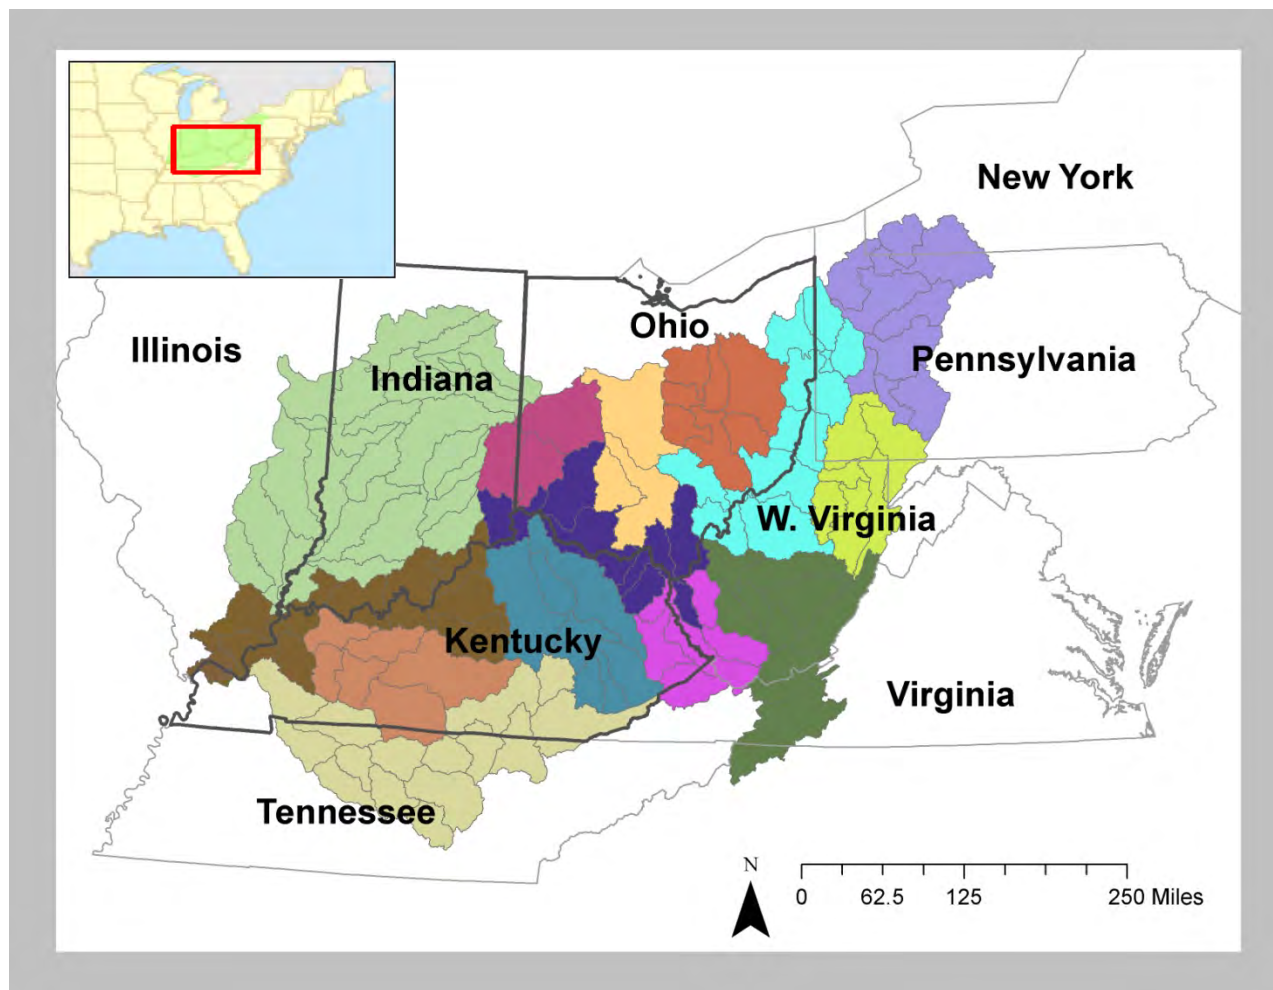 New York
Ohio
Illinois
Pennsylvania
Indiana
W. Virginia
Kentucky
Virginia
Tennessee
N
0 62.5 125 250 Miles